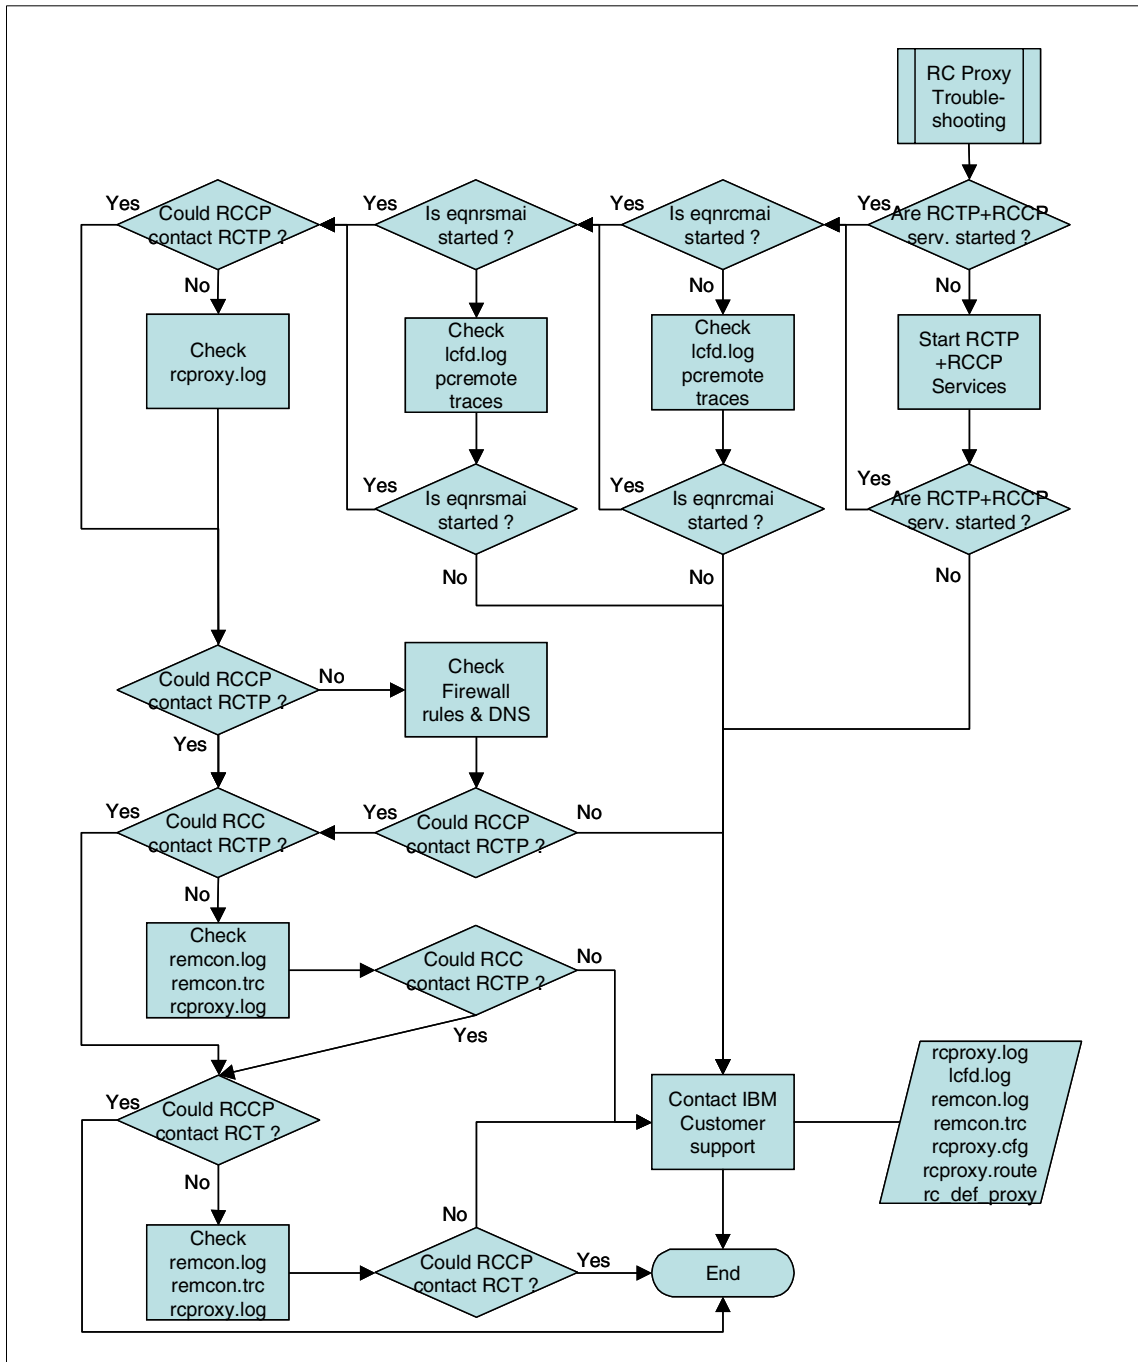 RC Proxy
Trouble-
shooting
Yes
Could RCCP
contact RCTP ?
Yes
Is eqnrsmai
started ?
Yes
Is eqnrcmai
started ?
Yes
Are RCTP+RCCP
serv. started ?
No
No
No
No
Check
rcproxy.log
Check
lcfd.log
pcremote
traces
Check
lcfd.log
pcremote
traces
Start RCTP
+RCCP
Services
Yes
Is eqnrsmai
started ?
Yes
Is eqnrcmai
started ?
Yes
Are RCTP+RCCP
serv. started ?
No
No
No
Could RCCP
contact RCTP ?
No
Check
Firewall
rules & DNS
Yes
Yes
Could RCC
contact RCTP ?
Yes
Could RCCP
contact RCTP ?
No
No
Check
remcon.log
remcon.trc
rcproxy.log
Could RCC
contact RCTP ?
No
Yes
Yes
Could RCCP
contact RCT ?
Contact IBM
Customer
support
rcproxy.log
lcfd.log
remcon.log
remcon.trc
rcproxy.cfg
rcproxy.route
rc_def_proxy
No
Check
remcon.log
remcon.trc
rcproxy.log
No
Could RCCP
contact RCT ?
Yes
End